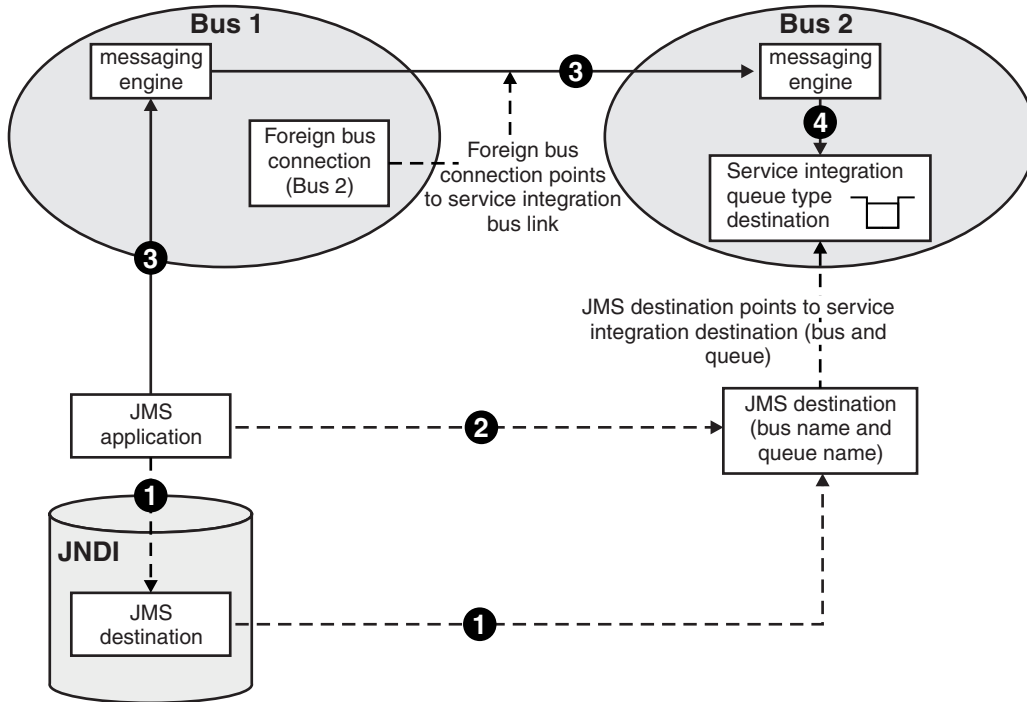 Bus 1
Bus 2
messaging
engine
3
messaging
engine
4
Foreign bus
connection
(Bus 2)
Foreign bus
connection points
to service integration
bus link
Service integration
queue type
destination
3
JMS destination points to service
integration destination (bus and
queue)
JMS
application
2
JMS destination
(bus name and
queue name)
1
JNDI
JMS
destination
1